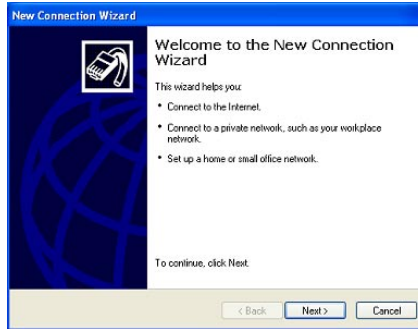 New Connection Wizard
Welcome to the New Connection
Wizard
This wizard helps you:
• Connect to the Internet.
• Connect to a private network, such as your workplace
network.
• Set up a home or small office network.
To continue, click Next.
< Back
Next >
Cancel